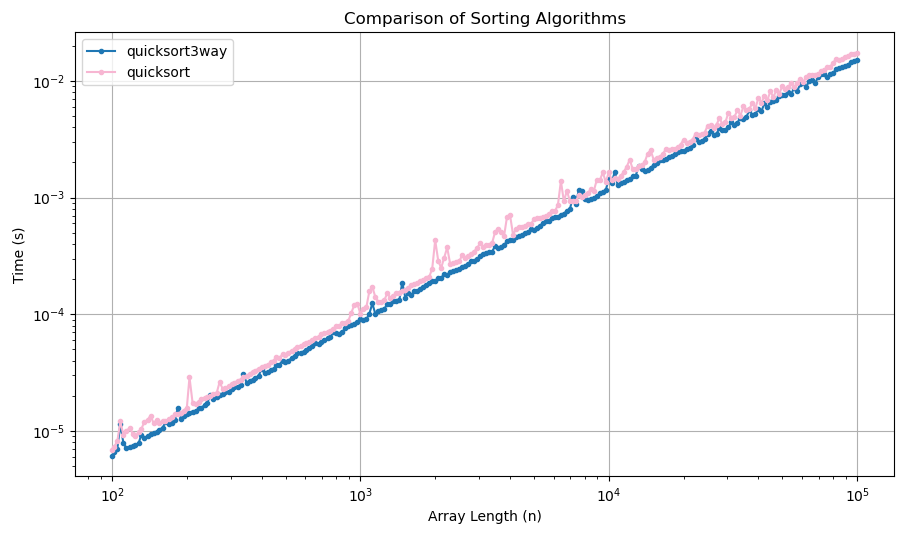 Comparison of Sorting Algorithms
quicksort3way
quicksort
10⁻²
10⁻³
10⁻⁴
10⁻⁵
Time (s)
10² 10³ 10⁴ 10⁵
Array Length (n)